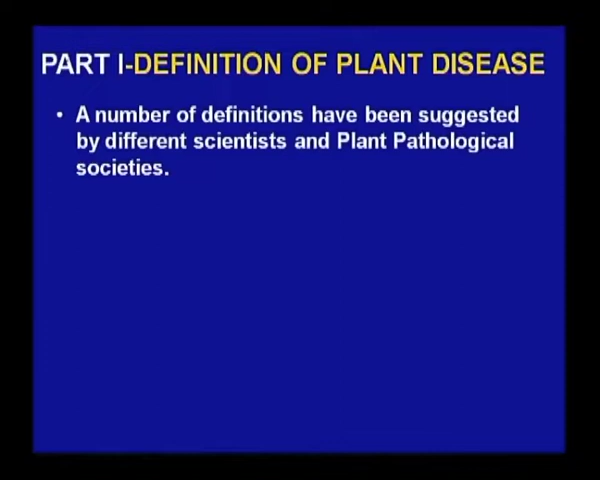 PART I-DEFINITION OF PLANT DISEASE
• A number of definitions have been suggested
by different scientists and Plant Pathological
societies.